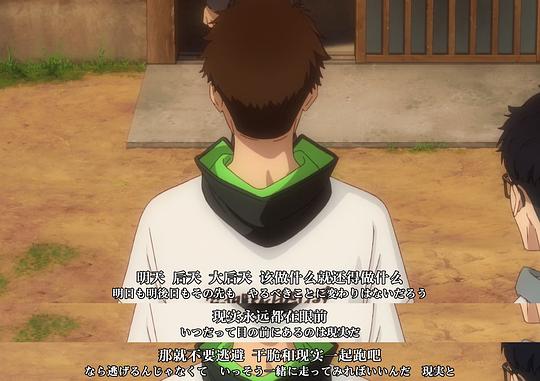 明天 后天 大后天 该做什么就还得做什么
明日も明後日もその先も やるべきことに変わりはないだろう
现实永远都在眼前
いつだって目の前にあるのは現実だ
那就不要逃避 干脆和现实一起跑吧
なら逃げるんじゃなくて いっそう一緒に走ってみればいいんだ 現実と